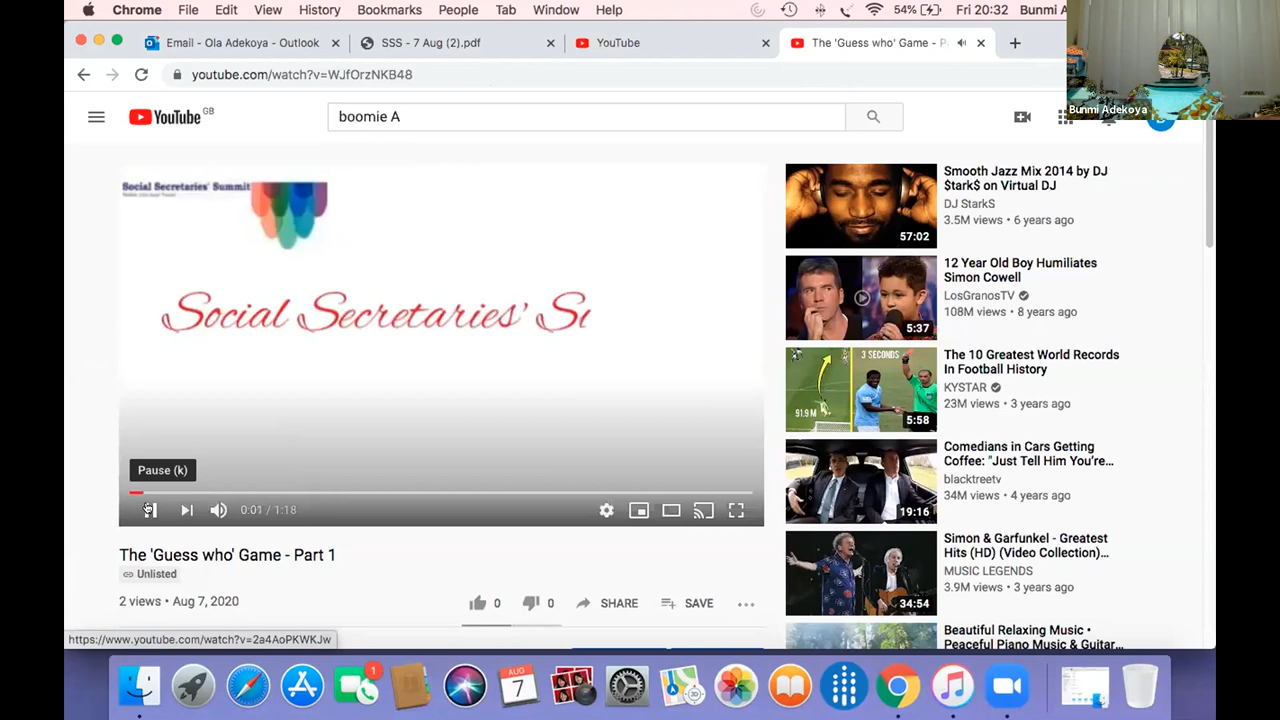 Chrome File Edit View History Bookmarks People Tab Window Help 54% Fri 20:32 Bunmi A
Email - Ola Adekoya - Outlook × SSS - 7 Aug (2).pdf × YouTube × The 'Guess who' Game - P × +
youtube.com/watch?v=WJfOrzNKB48
Bunmi Adekoya
YouTube GB boomie A
Social Secretaries' Summit
Social Secretaries' Su
Pause (k)
0:01 / 1:18
The 'Guess who' Game - Part 1
Unlisted
2 views • Aug 7, 2020
0 0 SHARE SAVE
https://www.youtube.com/watch?v=2a4AoPKWKJw
57:02
Smooth Jazz Mix 2014 by DJ
$tark$ on Virtual DJ
DJ StarkS
3.5M views • 6 years ago
5:37
12 Year Old Boy Humiliates
Simon Cowell
LosGranosTV
108M views • 8 years ago
3 SECONDS
91.9 M
5:58
The 10 Greatest World Records
In Football History
KYSTAR
23M views • 3 years ago
19:16
Comedians in Cars Getting
Coffee: "Just Tell Him You're...
blacktreetv
34M views • 4 years ago
34:54
Simon & Garfunkel - Greatest
Hits (HD) (Video Collection)...
MUSIC LEGENDS
3.9M views • 3 years ago
Beautiful Relaxing Music •
Peaceful Piano Music & Guitar...
1
AUG
7